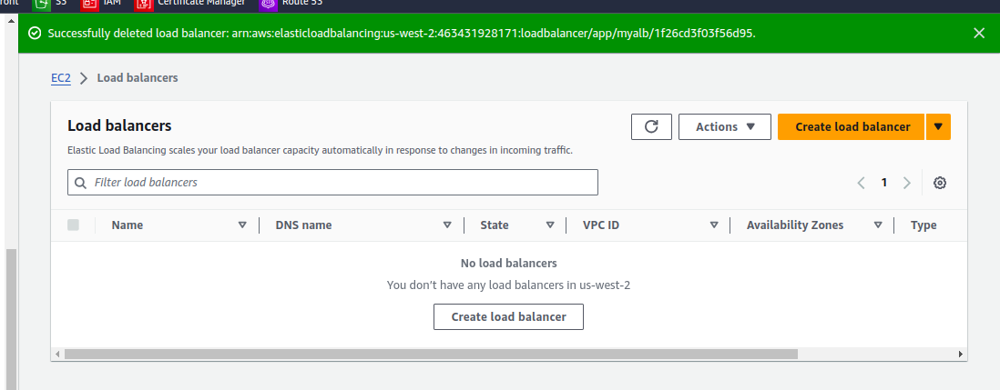 ront S3 IAM Certificate Manager Route 53
Successfully deleted load balancer: arn:aws:elasticloadbalancing:us-west-2:463431928171:loadbalancer/app/myalb/1f26cd3f03f56d95.
EC2 Load balancers
Load balancers
Actions
Create load balancer
Elastic Load Balancing scales your load balancer capacity automatically in response to changes in incoming traffic.
Filter load balancers
1
Name DNS name State VPC ID Availability Zones Type
No load balancers
You don't have any load balancers in us-west-2
Create load balancer